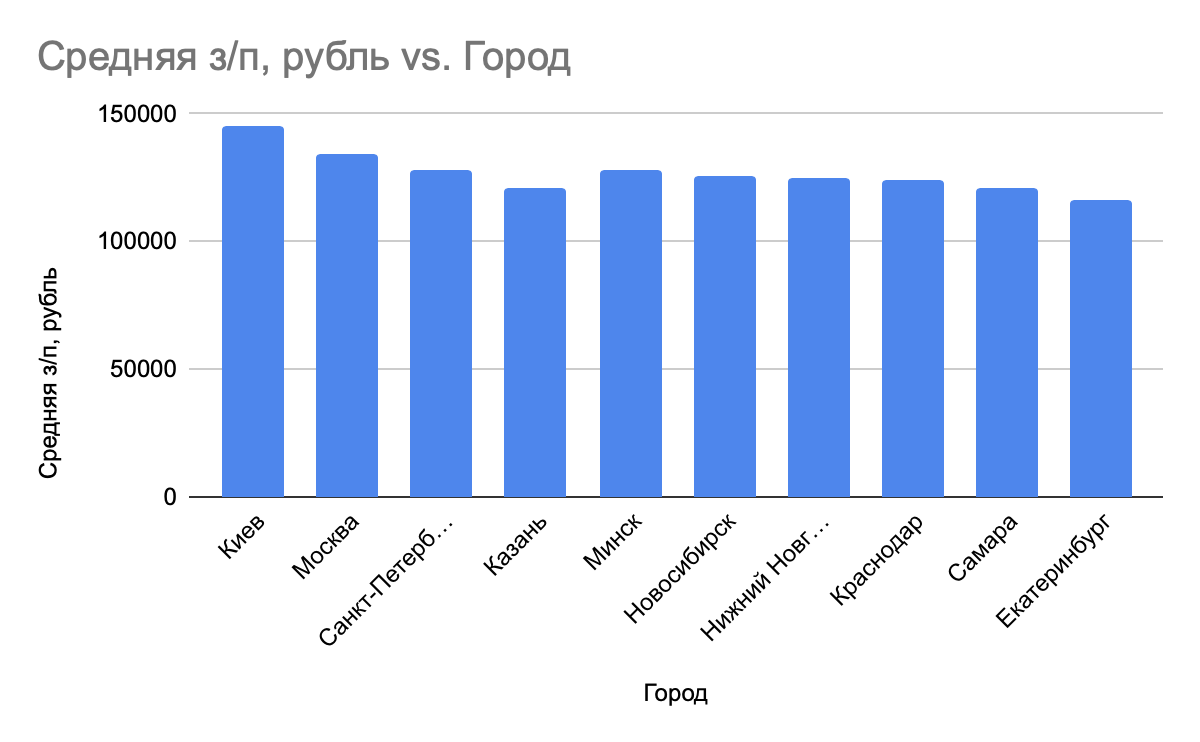 Средняя з/п, рубль vs. Город
150000
100000
50000
0
Средняя з/п, рубль
Киев
Москва
Санкт-Петерб…
Казань
Минск
Новосибирск
Нижний Новг…
Краснодар
Самара
Екатеринбург
Город